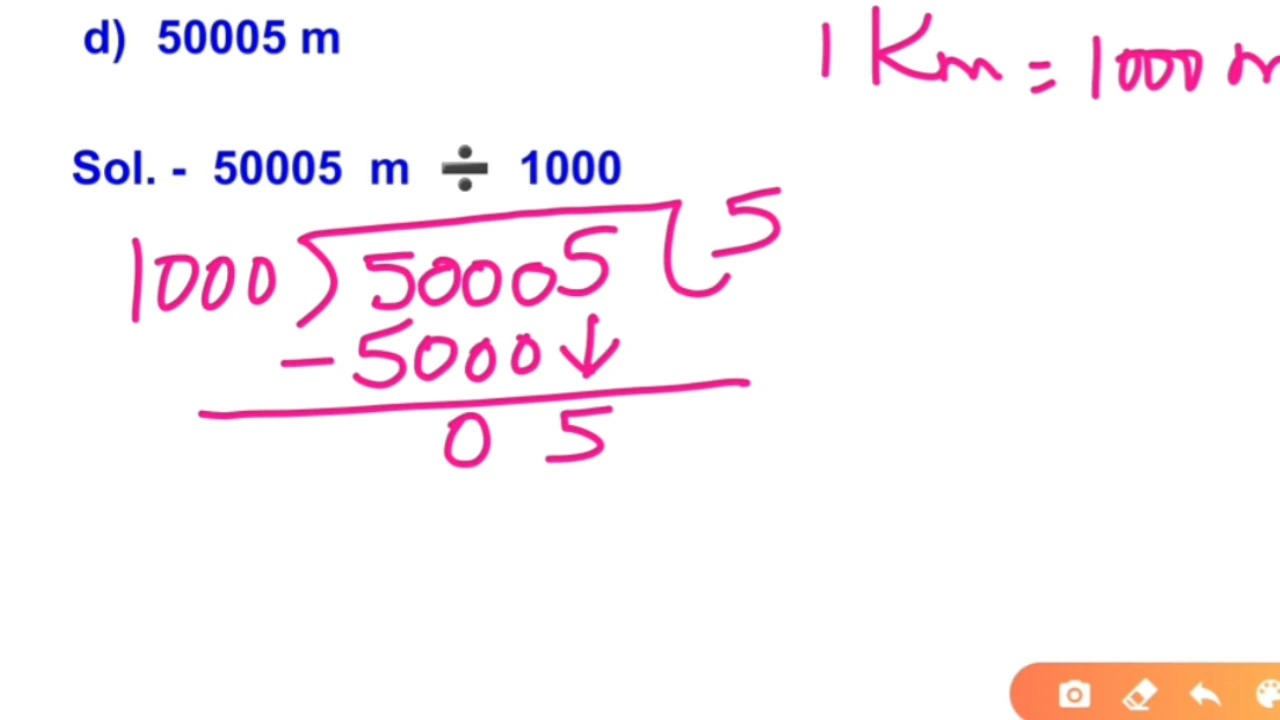 d) 50005 m
1 Km = 1000 m
Sol. - 50005 m ÷ 1000
1000 ) 50005 ( 5
- 5000 ↓
0 5